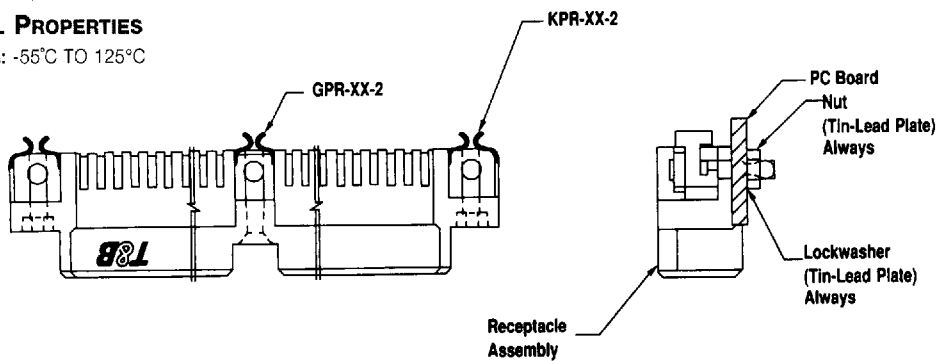 PROPERTIES
: -55°C TO 125°C
KPR-XX-2
GPR-XX-2
PC Board
Nut
(Tin-Lead Plate)
Always
T&B
Lockwasher
(Tin-Lead Plate)
Always
Receptacle
Assembly